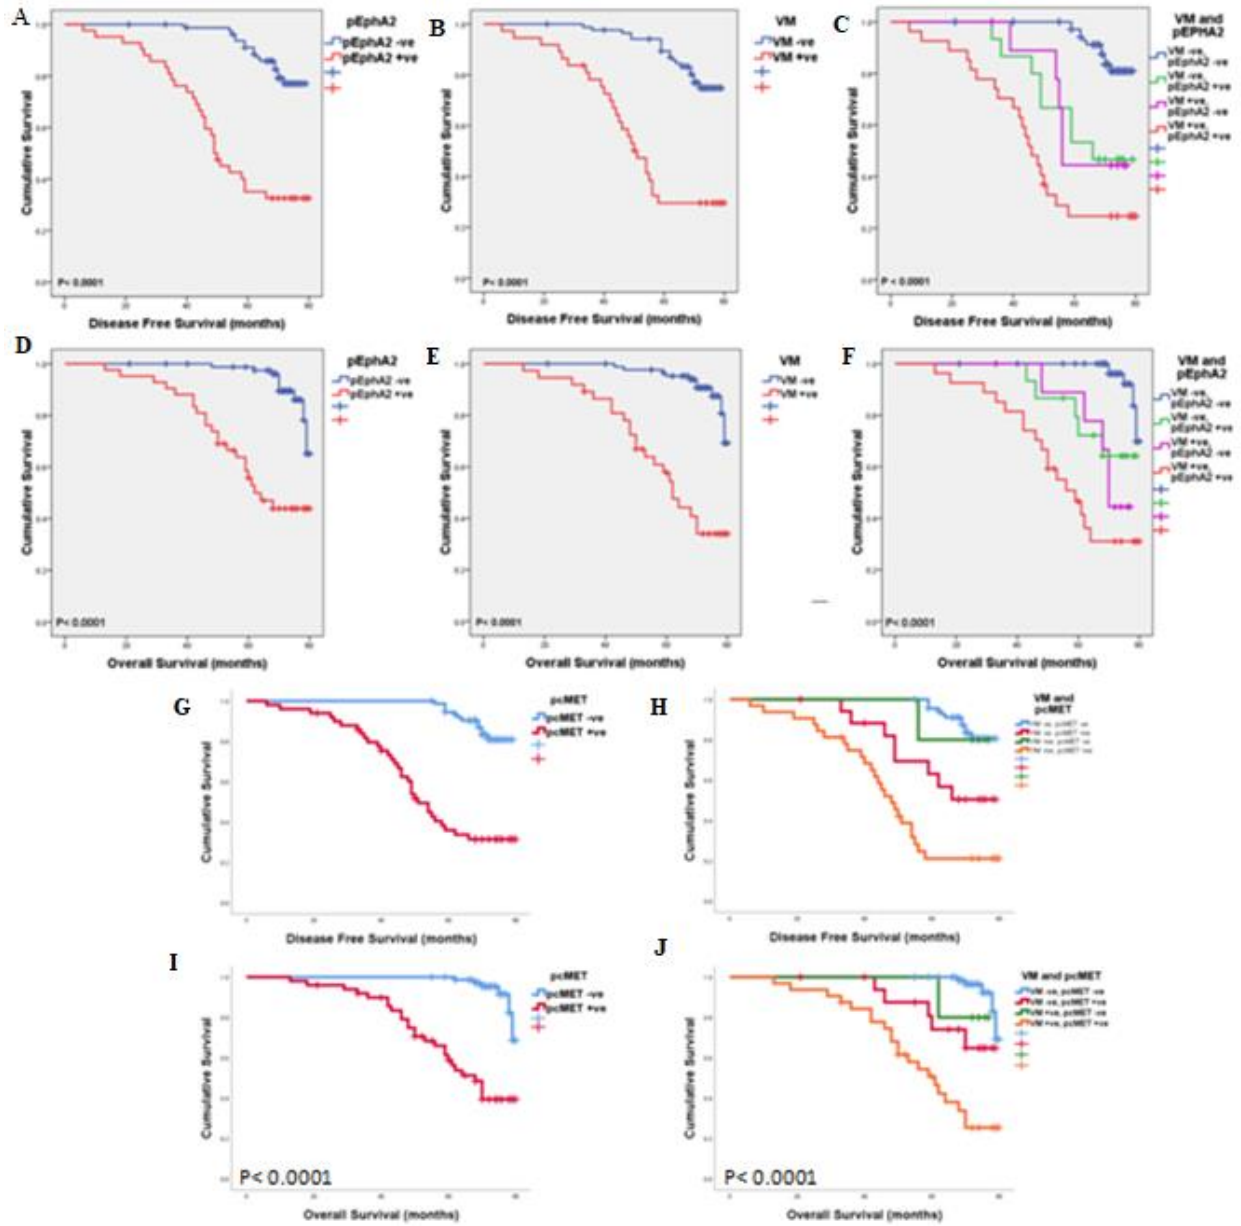 A
pEphA2
pEphA2 -ve
pEphA2 +ve
Cumulative Survival
P< 0.0001
Disease Free Survival (months)
B
VM
VM -ve
VM +ve
Cumulative Survival
P< 0.0001
Disease Free Survival (months)
C
VM and
pEPHA2
VM -ve,
pEphA2 -ve
VM -ve,
pEphA2 +ve
VM +ve,
pEphA2 -ve
VM +ve,
pEphA2 +ve
Cumulative Survival
P < 0.0001
Disease Free Survival (months)
D
pEphA2
pEphA2 -ve
pEphA2 +ve
Cumulative Survival
P< 0.0001
Overall Survival (months)
E
VM
VM -ve
VM +ve
Cumulative Survival
P< 0.0001
Overall Survival (months)
F
VM and
pEphA2
VM -ve,
pEphA2 -ve
VM -ve,
pEphA2 +ve
VM +ve,
pEphA2 -ve
VM +ve,
pEphA2 +ve
Cumulative Survival
P< 0.0001
Overall Survival (months)
G
pcMET
pcMET -ve
pcMET +ve
Cumulative Survival
Disease Free Survival (months)
H
VM and
pcMET
Cumulative Survival
Disease Free Survival (months)
I
pcMET
pcMET -ve
pcMET +ve
Cumulative Survival
P< 0.0001
Overall Survival (months)
J
VM and pcMET
VM -ve, pcMET -ve
VM -ve, pcMET +ve
VM +ve, pcMET -ve
VM +ve, pcMET +ve
Cumulative Survival
P< 0.0001
Overall Survival (months)